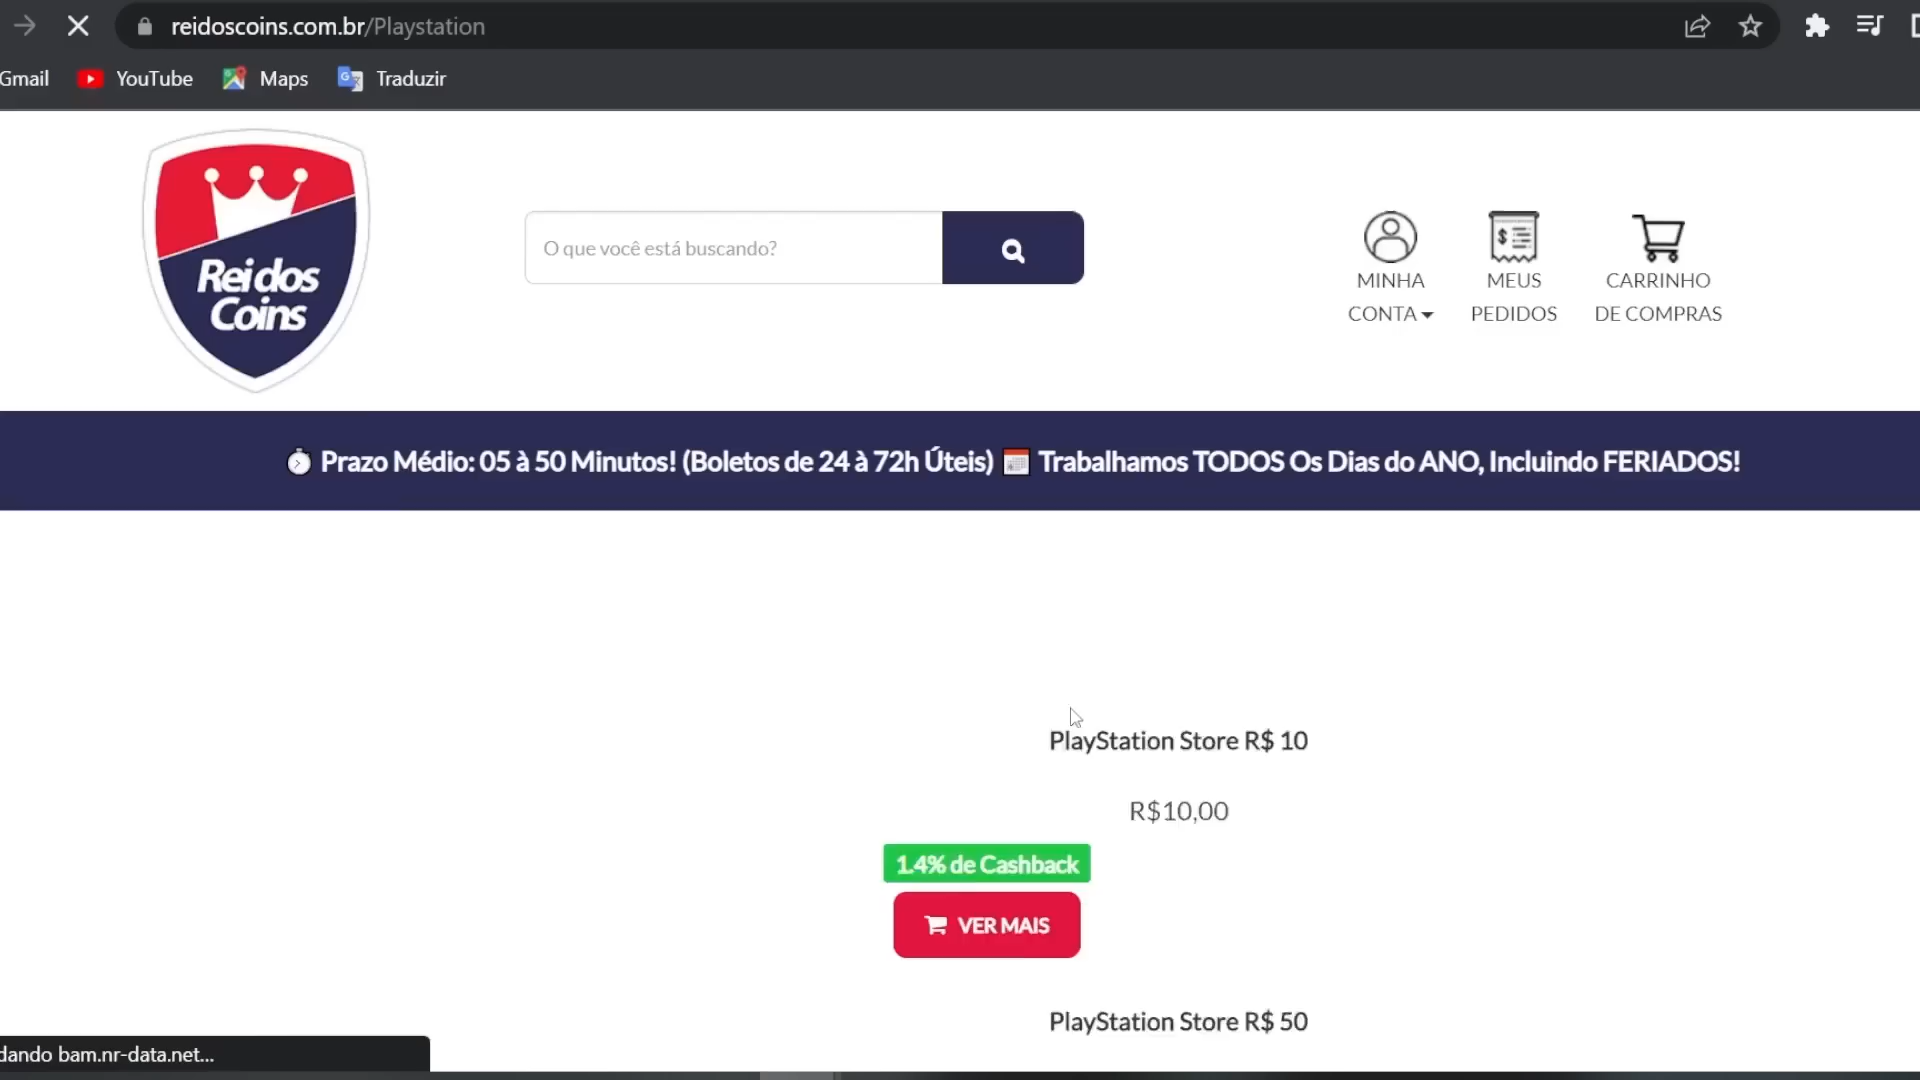 reidoscoins.com.br/Playstation
Gmail YouTube Maps Traduzir
Rei dos
Coins
O que você está buscando?
MINHA
CONTA
MEUS
PEDIDOS
CARRINHO
DE COMPRAS
Prazo Médio: 05 à 50 Minutos! (Boletos de 24 à 72h Úteis) Trabalhamos TODOS Os Dias do ANO, Incluindo FERIADOS!
PlayStation Store R$ 10
R$10,00
1.4% de Cashback
VER MAIS
PlayStation Store R$ 50
dando bam.nr-data.net...